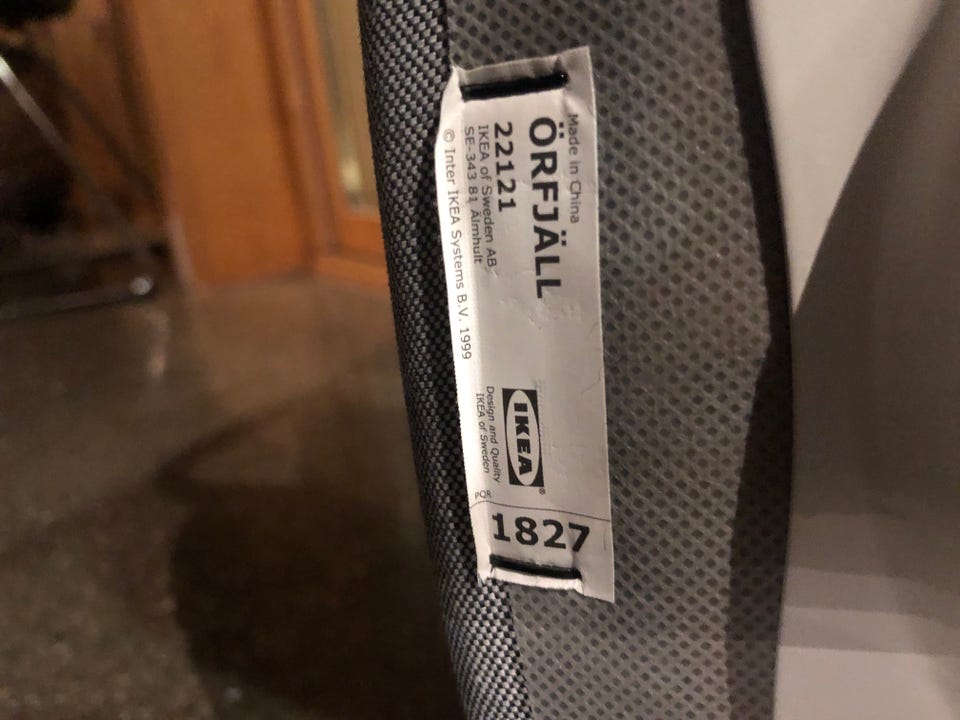 Made in China
ÖRFJÄLL
22121
IKEA of Sweden AB
SE-343 81 Älmhult
© Inter IKEA Systems B.V. 1999
IKEA®
Design and Quality
IKEA of Sweden
PQR
1827